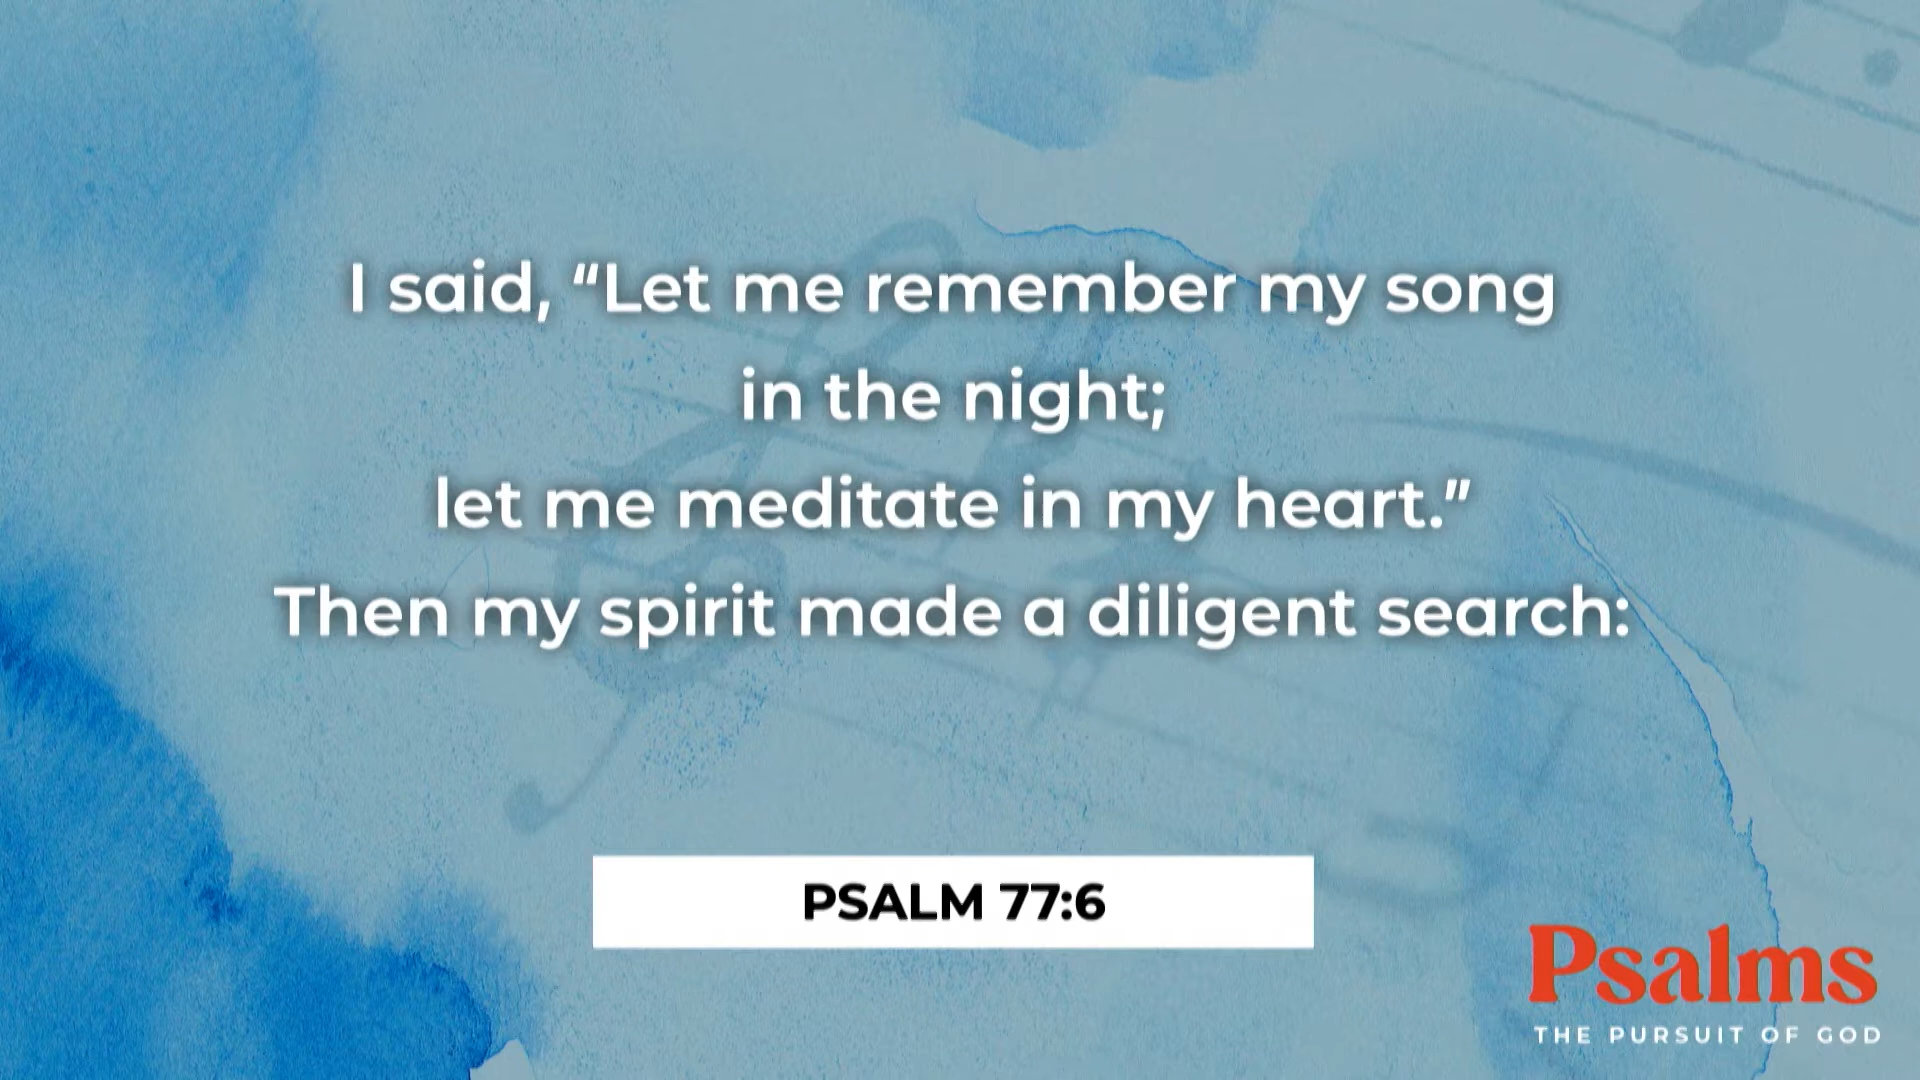 I said, “Let me remember my song
in the night;
let me meditate in my heart.”
Then my spirit made a diligent search:
PSALM 77:6
Psalms
THE PURSUIT OF GOD